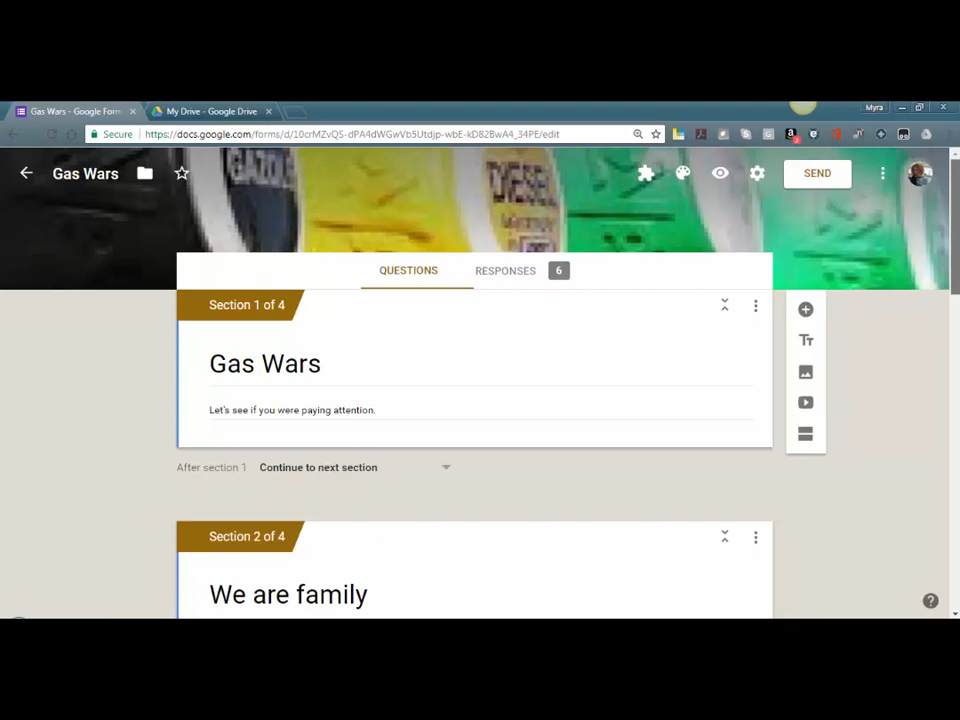 Gas Wars - Google Form
My Drive - Google Drive
Myra
Secure
https://docs.google.com/forms/d/10crMZvQS-dPA4dWGwVb5Utdjp-wbE-kD82BwA4_34PE/edit
Gas Wars
SEND
DIESEL
QUESTIONS
RESPONSES 6
Section 1 of 4
Gas Wars
Let's see if you were paying attention.
After section 1 Continue to next section
Section 2 of 4
We are family